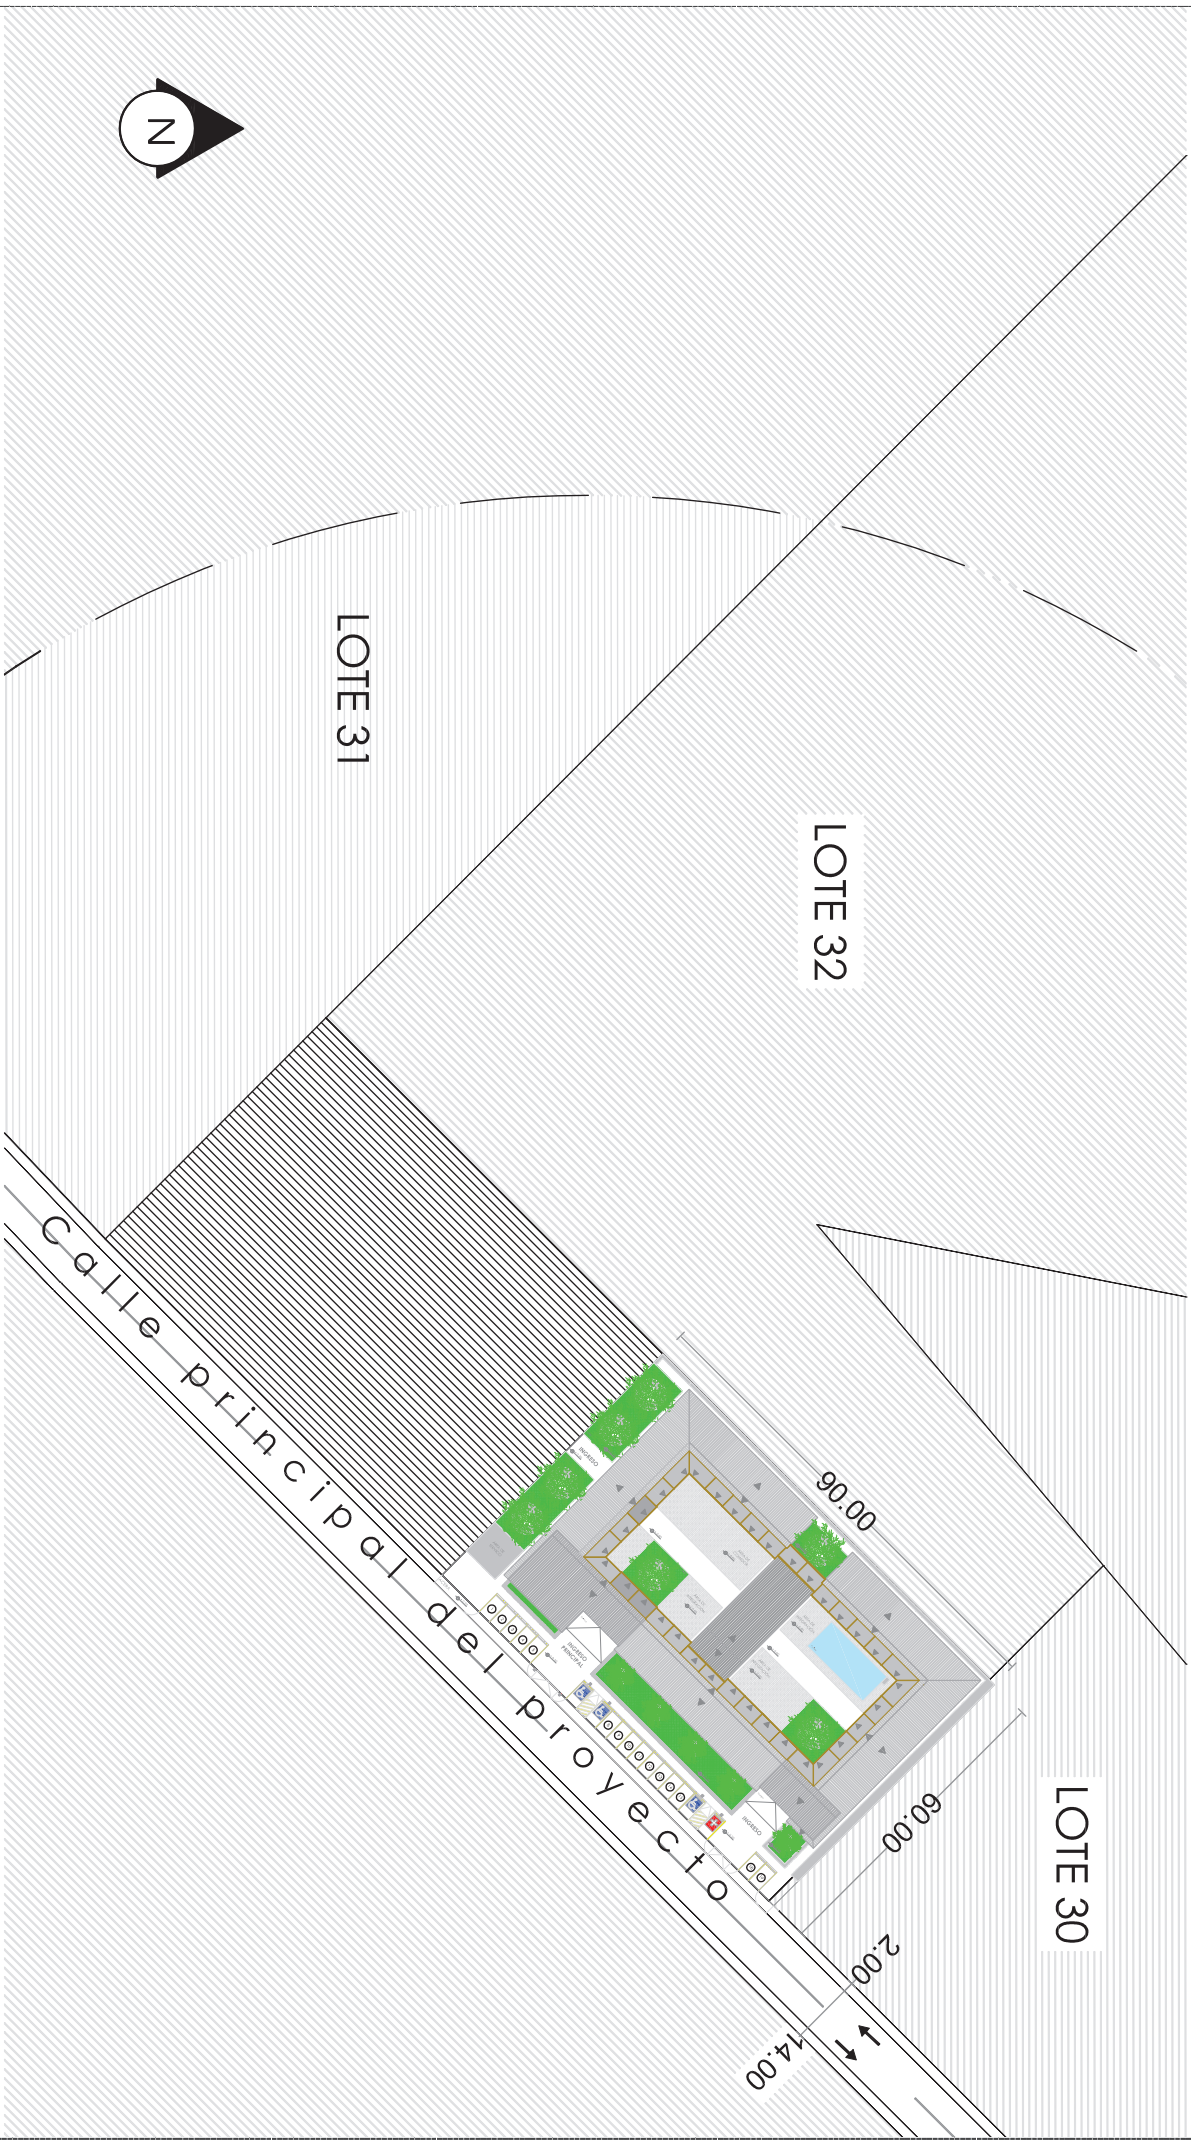 N
LOTE 31
LOTE 32
LOTE 30
90.00
60.00
2.00
14.00
INGRESO
INGRESO
PRINCIPAL
INGRESO
Calle principal del proyecto